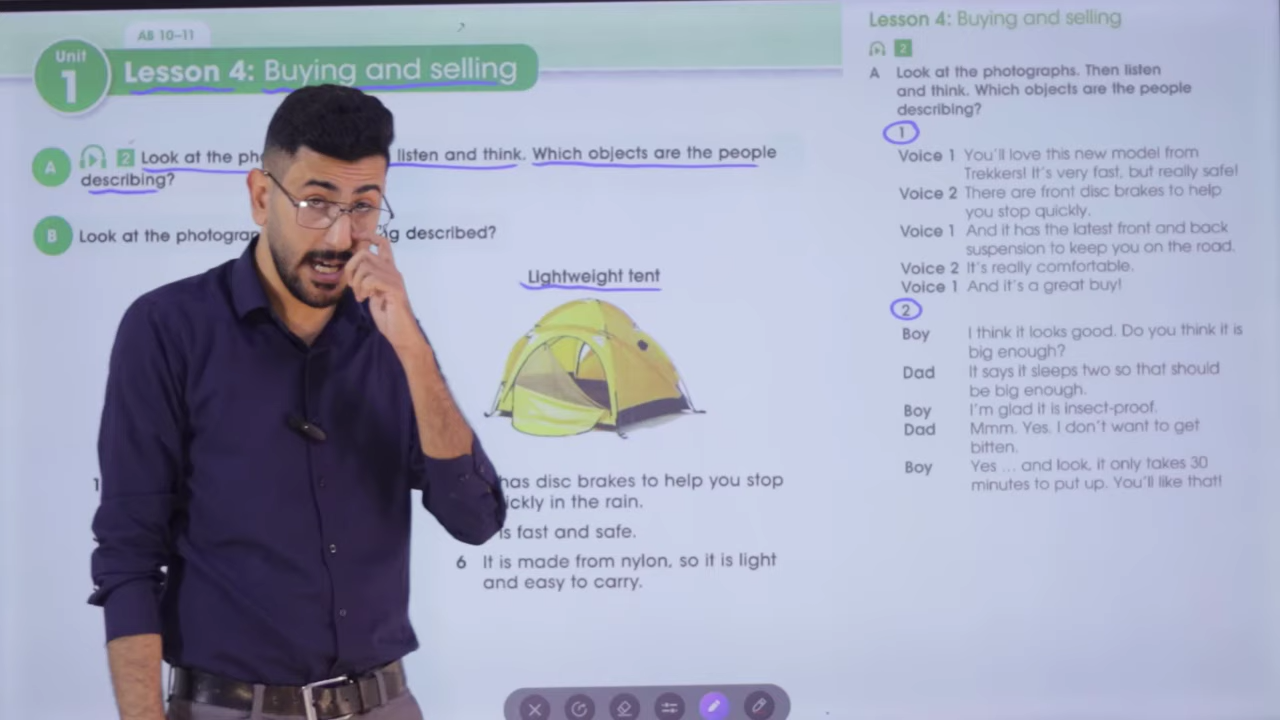 AB 10–11
Unit
1
Lesson 4: Buying and selling
A 2 Look at the listen and think. Which objects are the people
describing?
B Look at the described?
Lightweight tent
1
has disc brakes to help you stop
in the rain.
is fast and safe.
6 It is made from nylon, so it is light
and easy to carry.
Lesson 4: Buying and selling
2
A Look at the photographs. Then listen
and think. Which objects are the people
describing?
1
Voice 1 You'll love this new model from
Trekkers! It's very fast, but really safe!
Voice 2 There are front disc brakes to help
you stop quickly.
Voice 1 And it has the latest front and back
suspension to keep you on the road.
Voice 2 It's really comfortable.
Voice 1 And it's a great buy!
2
Boy I think it looks good. Do you think it is
big enough?
Dad It says it sleeps two so that should
be big enough.
Boy I'm glad it is insect-proof.
Dad Mmm. Yes. I don't want to get
bitten.
Boy Yes ... and look, it only takes 30
minutes to put up. You'll like that!